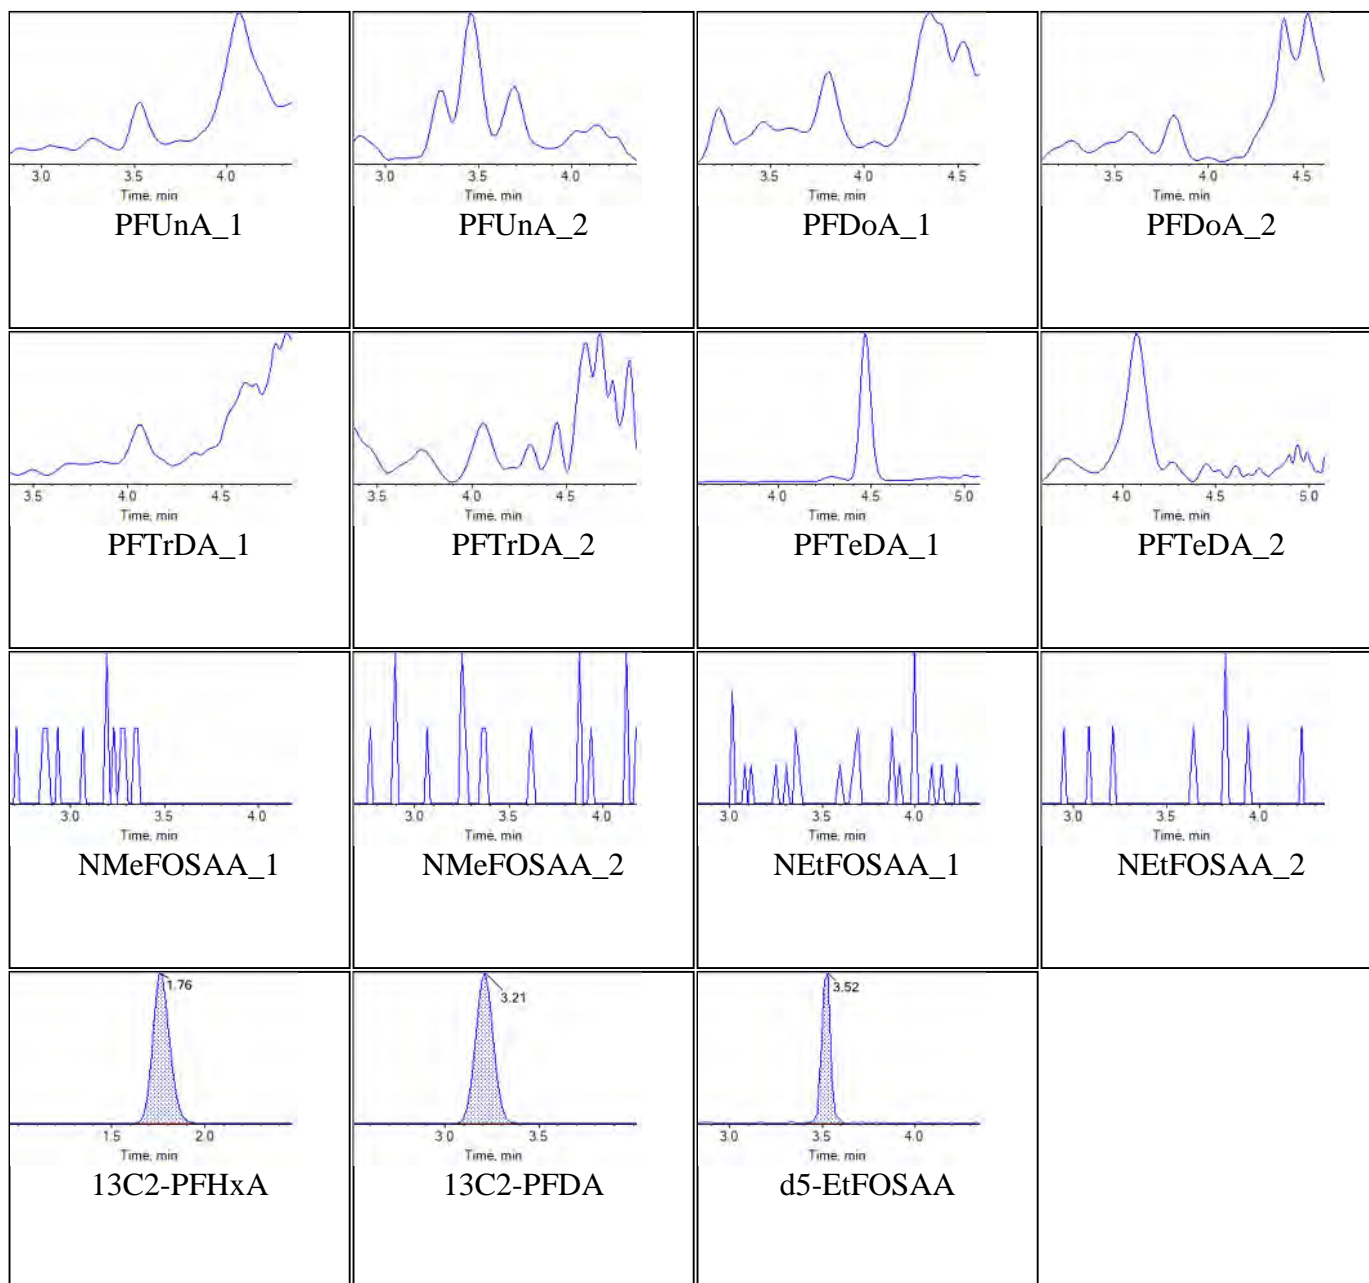 3.0 4.0
Time, min
PFUnA_1
3.0 3.5 4.0
Time, min
PFUnA_2
3.5 4.5
Time, min
PFDoA_1
3.5 4.0 4.5
Time, min
PFDoA_2
3.5 4.0 4.5
Time, min
PFTrDA_1
3.5 4.0 4.5
Time, min
PFTrDA_2
4.0 4.5 5.0
Time, min
PFTeDA_1
4.0 4.5 5.0
Time, min
PFTeDA_2
3.0 3.5 4.0
Time, min
NMeFOSAA_1
3.0 3.5 4.0
Time, min
NMeFOSAA_2
3.0 3.5 4.0
Time, min
NEtFOSAA_1
3.0 3.5 4.0
Time, min
NEtFOSAA_2
1.76
1.5 2.0
Time, min
13C2-PFHxA
3.21
3.0 3.5
Time, min
13C2-PFDA
3.52
3.0 3.5 4.0
Time, min
d5-EtFOSAA